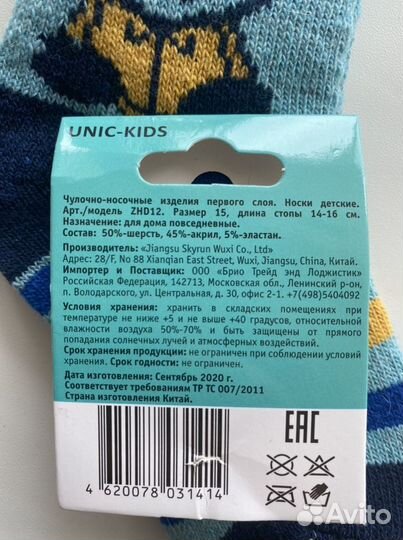 UNIC-KIDS
Чулочно-носочные изделия первого слоя. Носки детские.
Арт./модель ZHD12. Размер 15, длина стопы 14-16 см.
Назначение: для дома повседневные.
Состав: 50%-шерсть, 45%-акрил, 5%-эластан.
Производитель: «Jiangsu Skyrun Wuxi Co., Ltd»
Адрес: 28/F, No 88 Xianqian East Street, Wuxi, Jiangsu, China, Китай.
Импортер и Поставщик: ООО «Брио Трейд энд Лоджистик»
Российская Федерация, 142713, Московская обл., Ленинский р-он,
п. Володарского, ул. Центральная, д. 30, офис 2-1. +7(498)5404092
Условия хранения: хранить в складских помещениях при
температуре не ниже +5 и не выше +40 градусов, относительной
влажности воздуха 50%-70% и быть защищены от прямого
попадания солнечных лучей и атмосферных воздействий.
Срок хранения продукции: не ограничен при соблюдении условий
хранения. Срок годности: не ограничен.
Дата изготовления: Сентябрь 2020 г.
Соответствует требованиям ТР ТС 007/2011
Страна изготовления Китай.
EAC
4 620078 031414
Avito